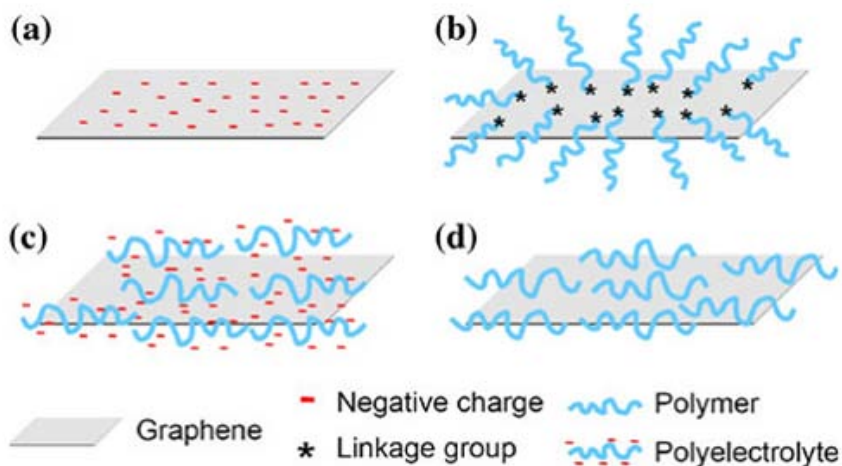 (a)
(b)
(c)
(d)
Graphene
- Negative charge
* Linkage group
Polymer
Polyelectrolyte